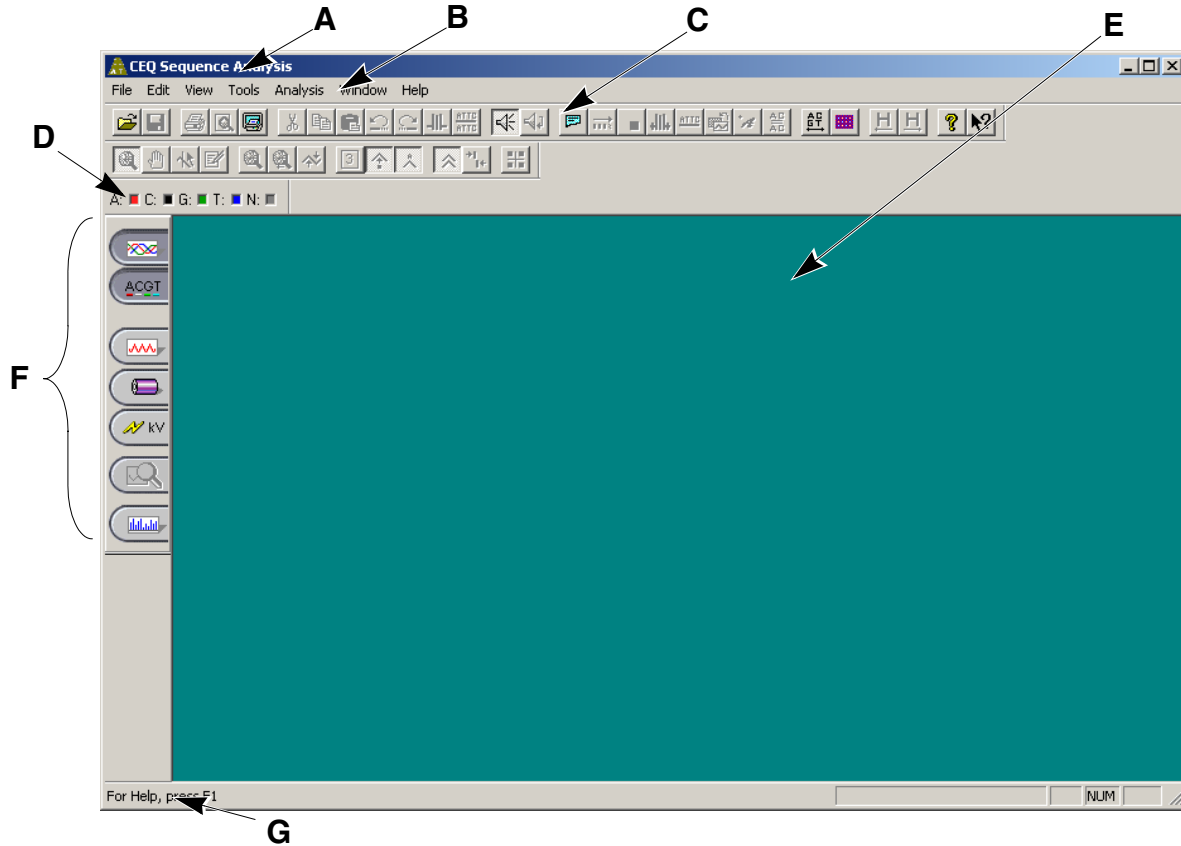 A
B
C
E
CEQ Sequence Analysis
File Edit View Tools Analysis Window Help
D
A: C: G: T: N:
ACGT
F
kV
For Help, press F1
NUM
G